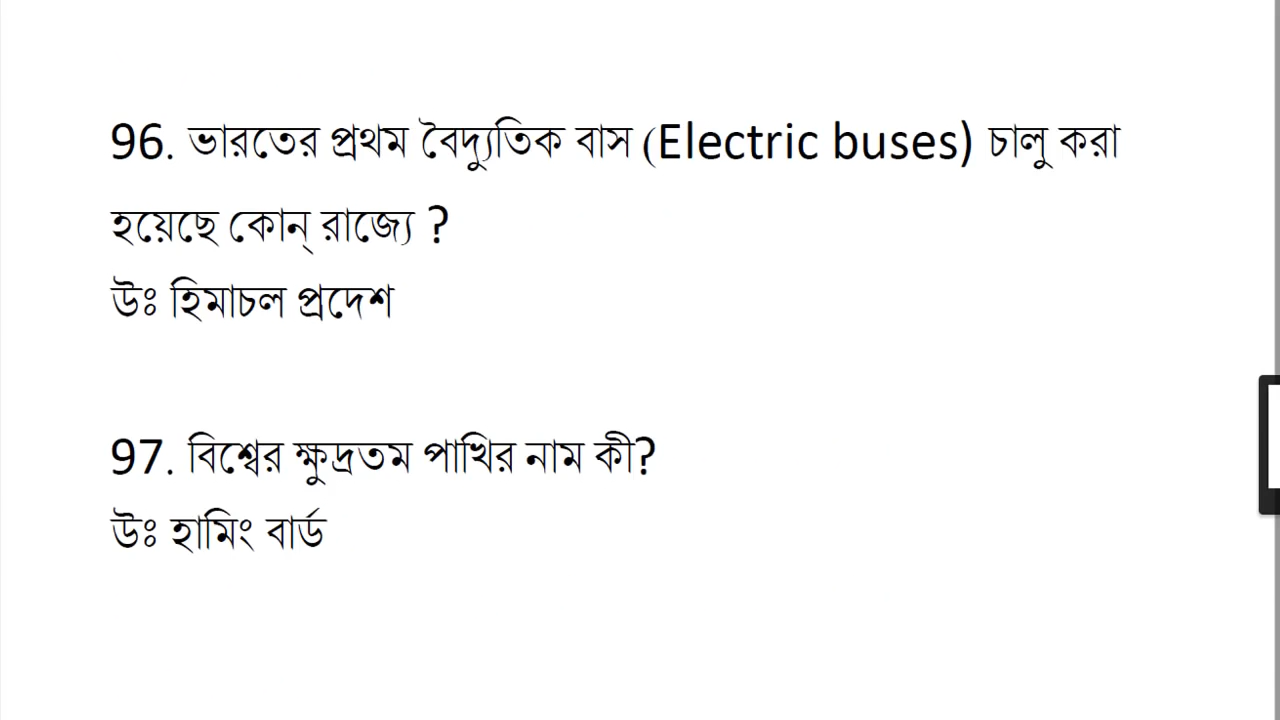 96. ভারতের প্রথম বৈদ্যুতিক বাস (Electric buses) চালু করা
হয়েছে কোন্ রাজ্যে ?
উঃ হিমাচল প্রদেশ
97. বিশ্বের ক্ষুদ্রতম পাখির নাম কী?
উঃ হামিং বার্ড